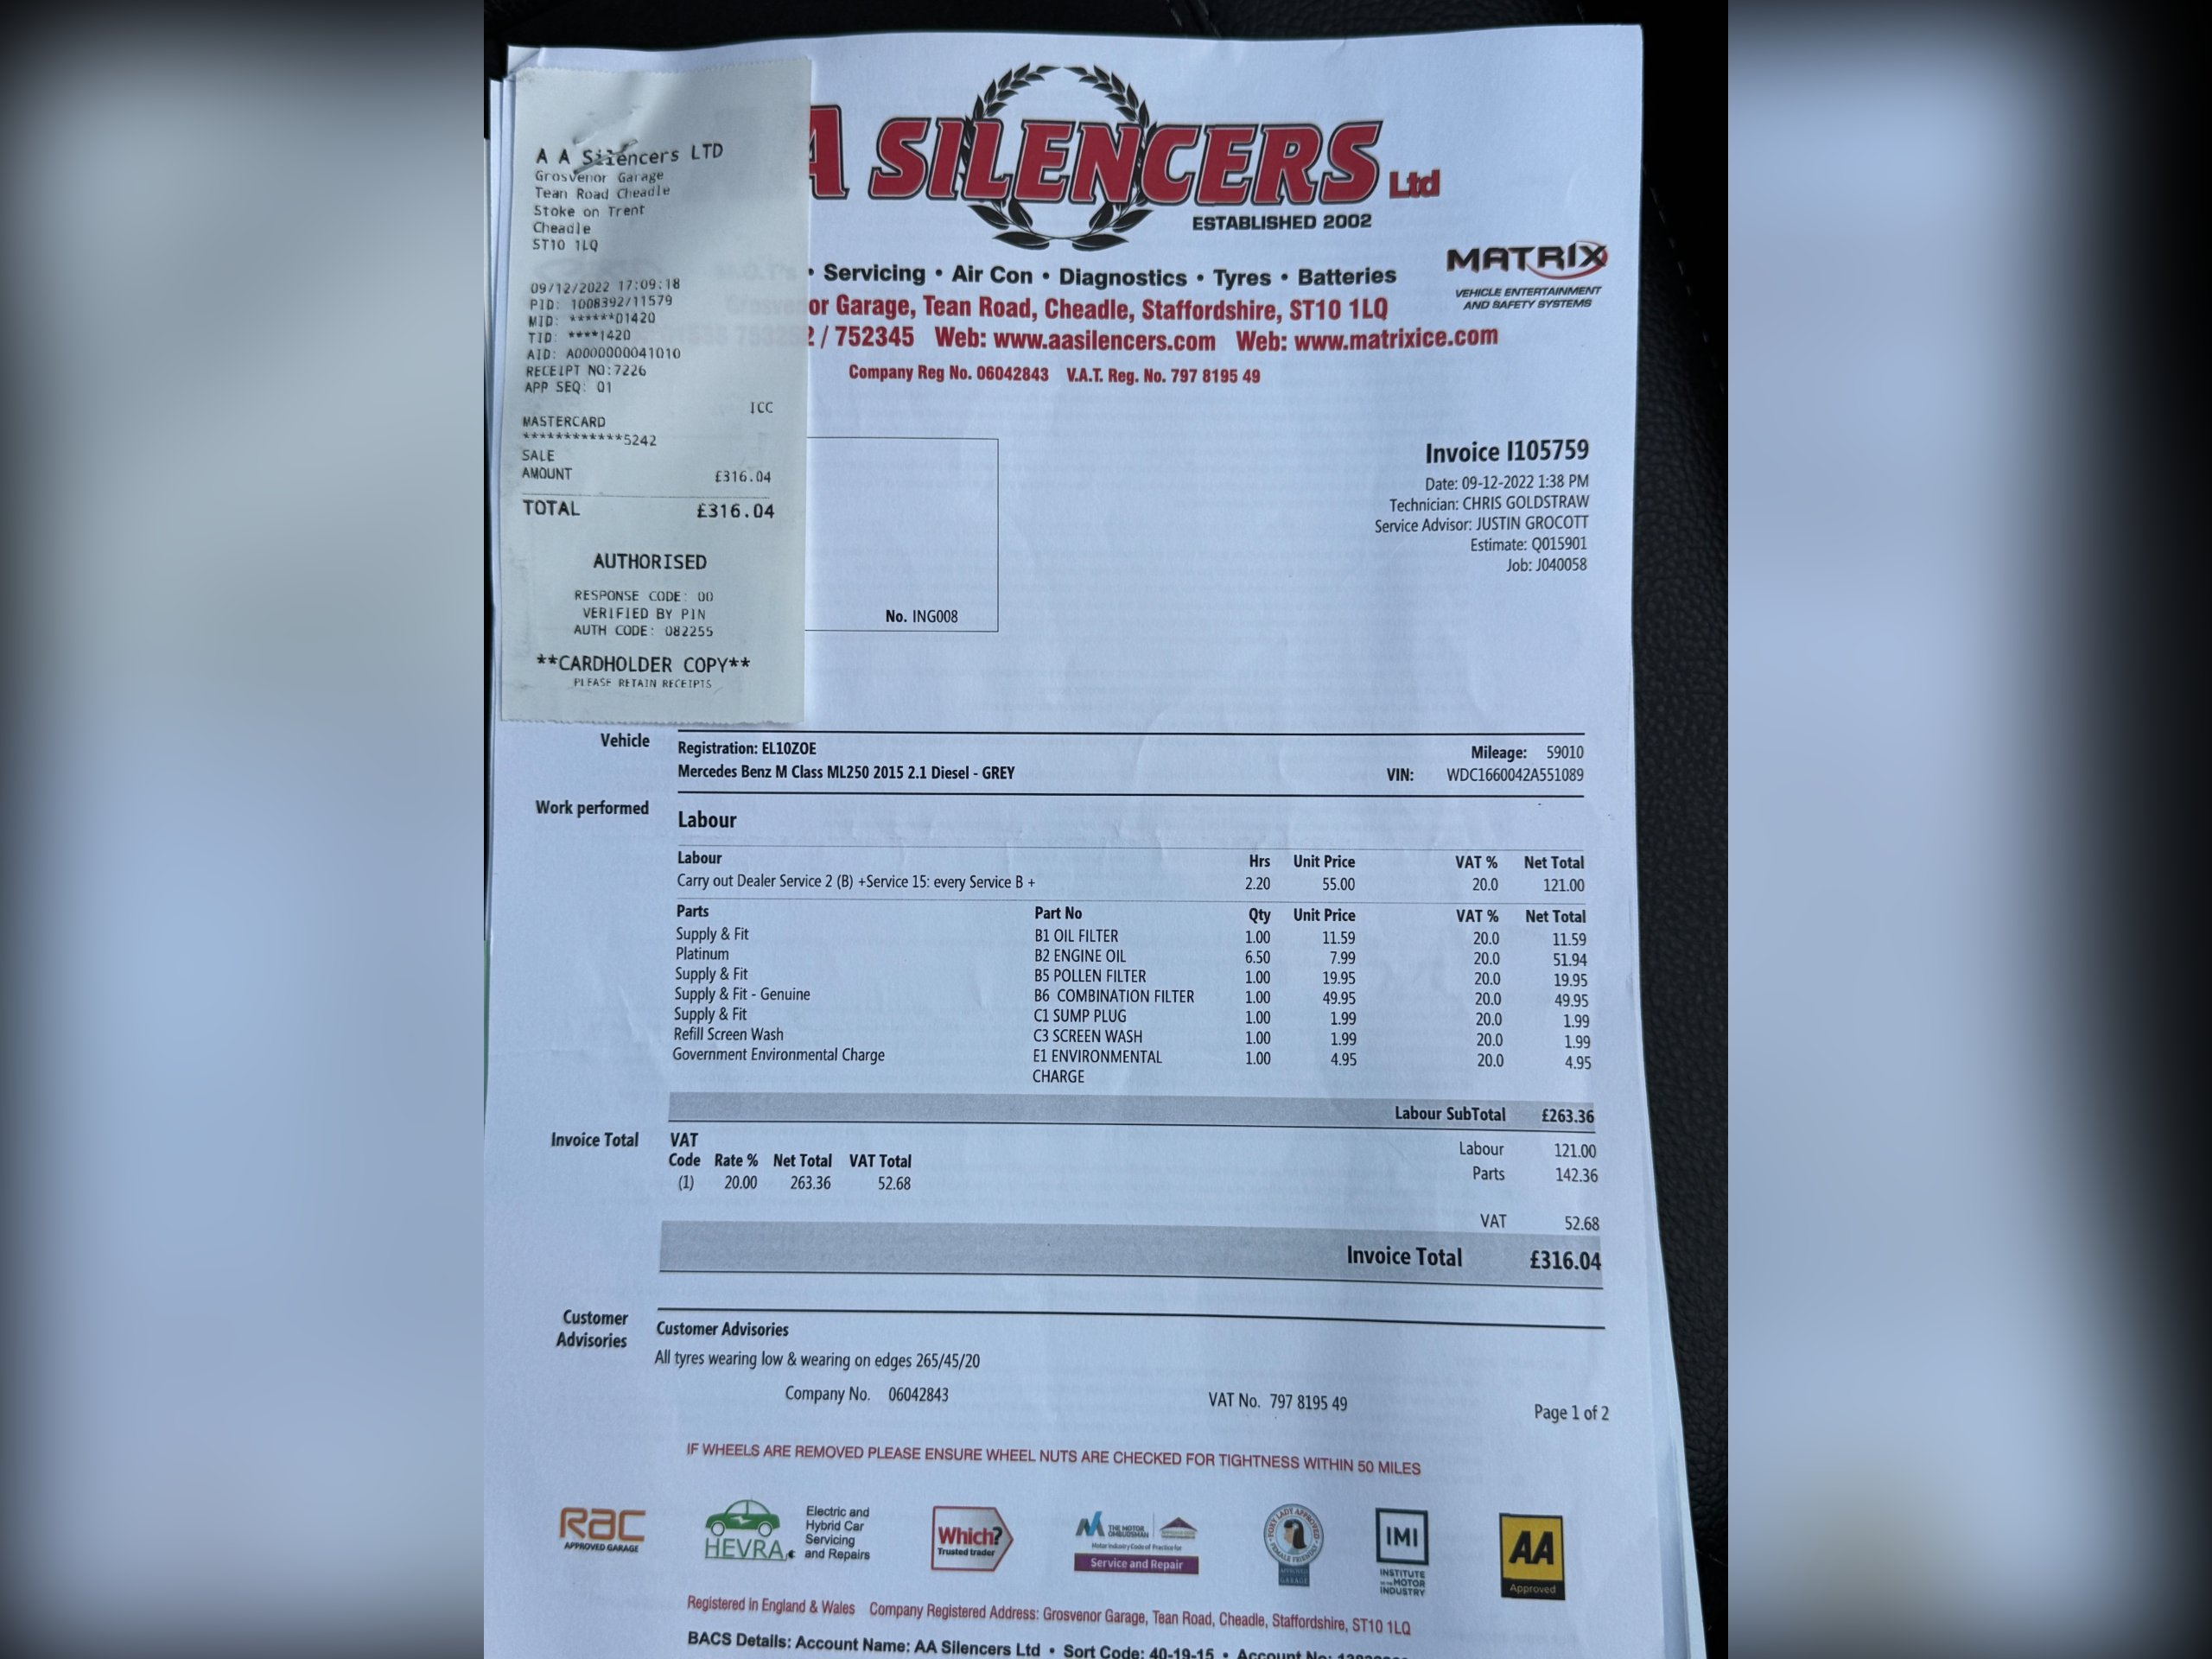 A A Silencers LTD
Grosvenor Garage
Tean Road Cheadle
Stoke on Trent
Cheadle
ST10 1LQ
09/12/2022 17:09:18
PID: 1008392/11579
MID: ******01420
TID: ****1420
AID: A0000000041010
RECEIPT NO:7226
APP SEQ: 01
ICC
MASTERCARD
************5242
SALE
AMOUNT £316.04
TOTAL £316.04
AUTHORISED
RESPONSE CODE: 00
VERIFIED BY PIN
AUTH CODE: 082255
**CARDHOLDER COPY**
PLEASE RETAIN RECEIPTS
A SILENCERS Ltd
ESTABLISHED 2002
• Servicing • Air Con • Diagnostics • Tyres • Batteries
MATRIX
VEHICLE ENTERTAINMENT
AND SAFETY SYSTEMS
or Garage, Tean Road, Cheadle, Staffordshire, ST10 1LQ
2 / 752345 Web: www.aasilencers.com Web: www.matrixice.com
Company Reg No. 06042843 V.A.T. Reg. No. 797 8195 49
Invoice I105759
Date: 09-12-2022 1:38 PM
Technician: CHRIS GOLDSTRAW
Service Advisor: JUSTIN GROCOTT
Estimate: Q015901
Job: J040058
No. ING008
Vehicle Registration: EL10ZOE Mileage: 59010
Mercedes Benz M Class ML250 2015 2.1 Diesel - GREY VIN: WDC1660042A551089
Work performed Labour
Labour Hrs Unit Price VAT % Net Total
Carry out Dealer Service 2 (B) +Service 15: every Service B + 2.20 55.00 20.0 121.00
Parts Part No Qty Unit Price VAT % Net Total
Supply & Fit B1 OIL FILTER 1.00 11.59 20.0 11.59
Platinum B2 ENGINE OIL 6.50 7.99 20.0 51.94
Supply & Fit B5 POLLEN FILTER 1.00 19.95 20.0 19.95
Supply & Fit - Genuine B6 COMBINATION FILTER 1.00 49.95 20.0 49.95
Supply & Fit C1 SUMP PLUG 1.00 1.99 20.0 1.99
Refill Screen Wash C3 SCREEN WASH 1.00 1.99 20.0 1.99
Government Environmental Charge E1 ENVIRONMENTAL 1.00 4.95 20.0 4.95
CHARGE
Labour SubTotal £263.36
Invoice Total VAT Labour 121.00
Code Rate % Net Total VAT Total Parts 142.36
(1) 20.00 263.36 52.68
VAT 52.68
Invoice Total £316.04
Customer
Advisories
Customer Advisories
All tyres wearing low & wearing on edges 265/45/20
Company No. 06042843 VAT No. 797 8195 49 Page 1 of 2
IF WHEELS ARE REMOVED PLEASE ENSURE WHEEL NUTS ARE CHECKED FOR TIGHTNESS WITHIN 50 MILES
RAC
APPROVED GARAGE
HEVRA
Electric and
Hybrid Car
Servicing
and Repairs
Which?
Trusted trader
THE MOTOR
OMBUDSMAN
Motor Industry Code of Practice for
Service and Repair
FOXY LADY APPROVED
FEMALE FRIENDLY
IMI
INSTITUTE
OF THE MOTOR
INDUSTRY
AA
Approved
Registered in England & Wales Company Registered Address: Grosvenor Garage, Tean Road, Cheadle, Staffordshire, ST10 1LQ
BACS Details: Account Name: AA Silencers Ltd • Sort Code: 40-19-15 • Account No: